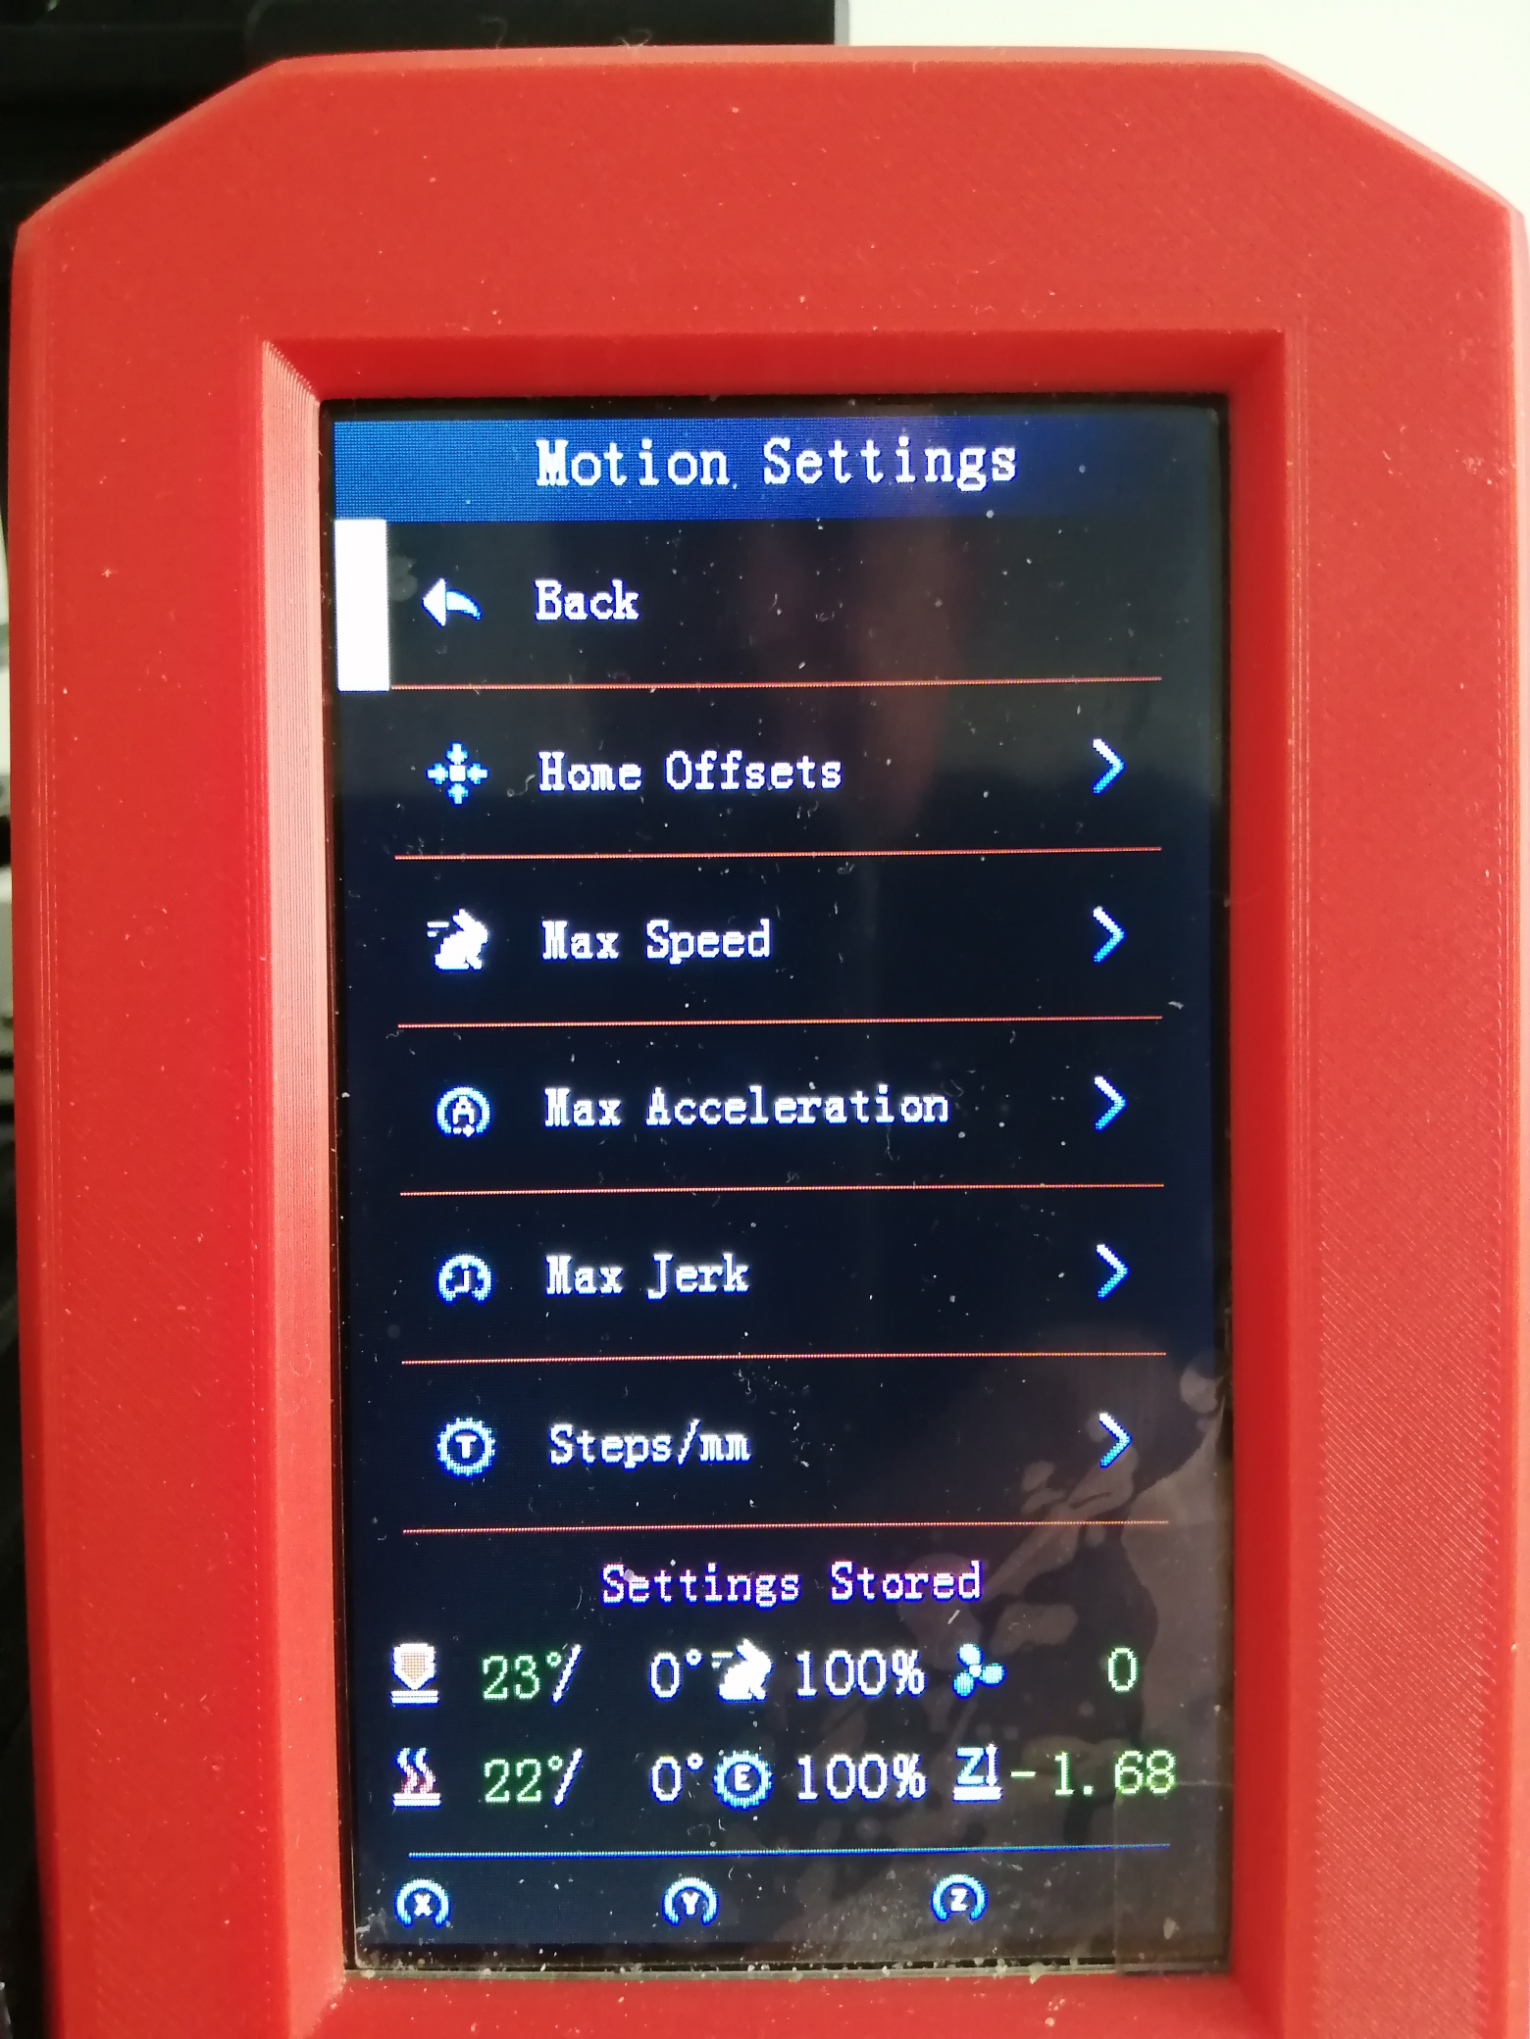 Motion Settings
Back
Home Offsets
Max Speed
A Max Acceleration
J Max Jerk
T Steps/mm
Settings Stored
23°/ 0° 100% 0
22°/ 0° E 100% Z -1.68
X Y Z